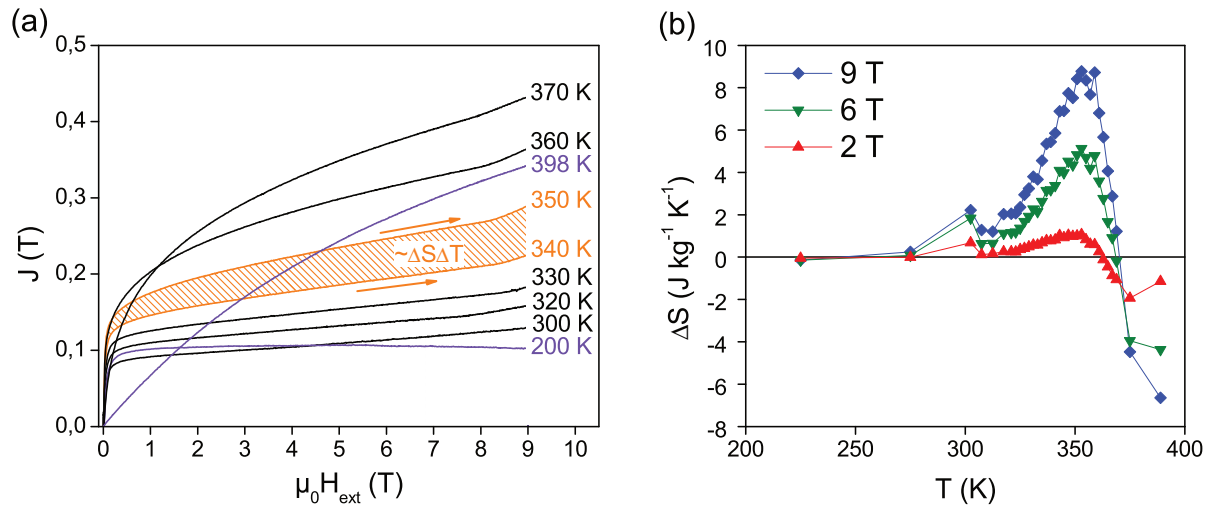 (a)
0,5
0,4
0,3
0,2
0,1
0,0
J (T)
0 1 2 3 4 5 6 7 8 9 10
μ0Hext (T)
370 K
360 K
398 K
350 K
340 K
330 K
320 K
300 K
200 K
~ΔSΔT
(b)
10
8
6
4
2
0
-2
-4
-6
-8
ΔS (J kg-1 K-1)
200 250 300 350 400
T (K)
9 T
6 T
2 T